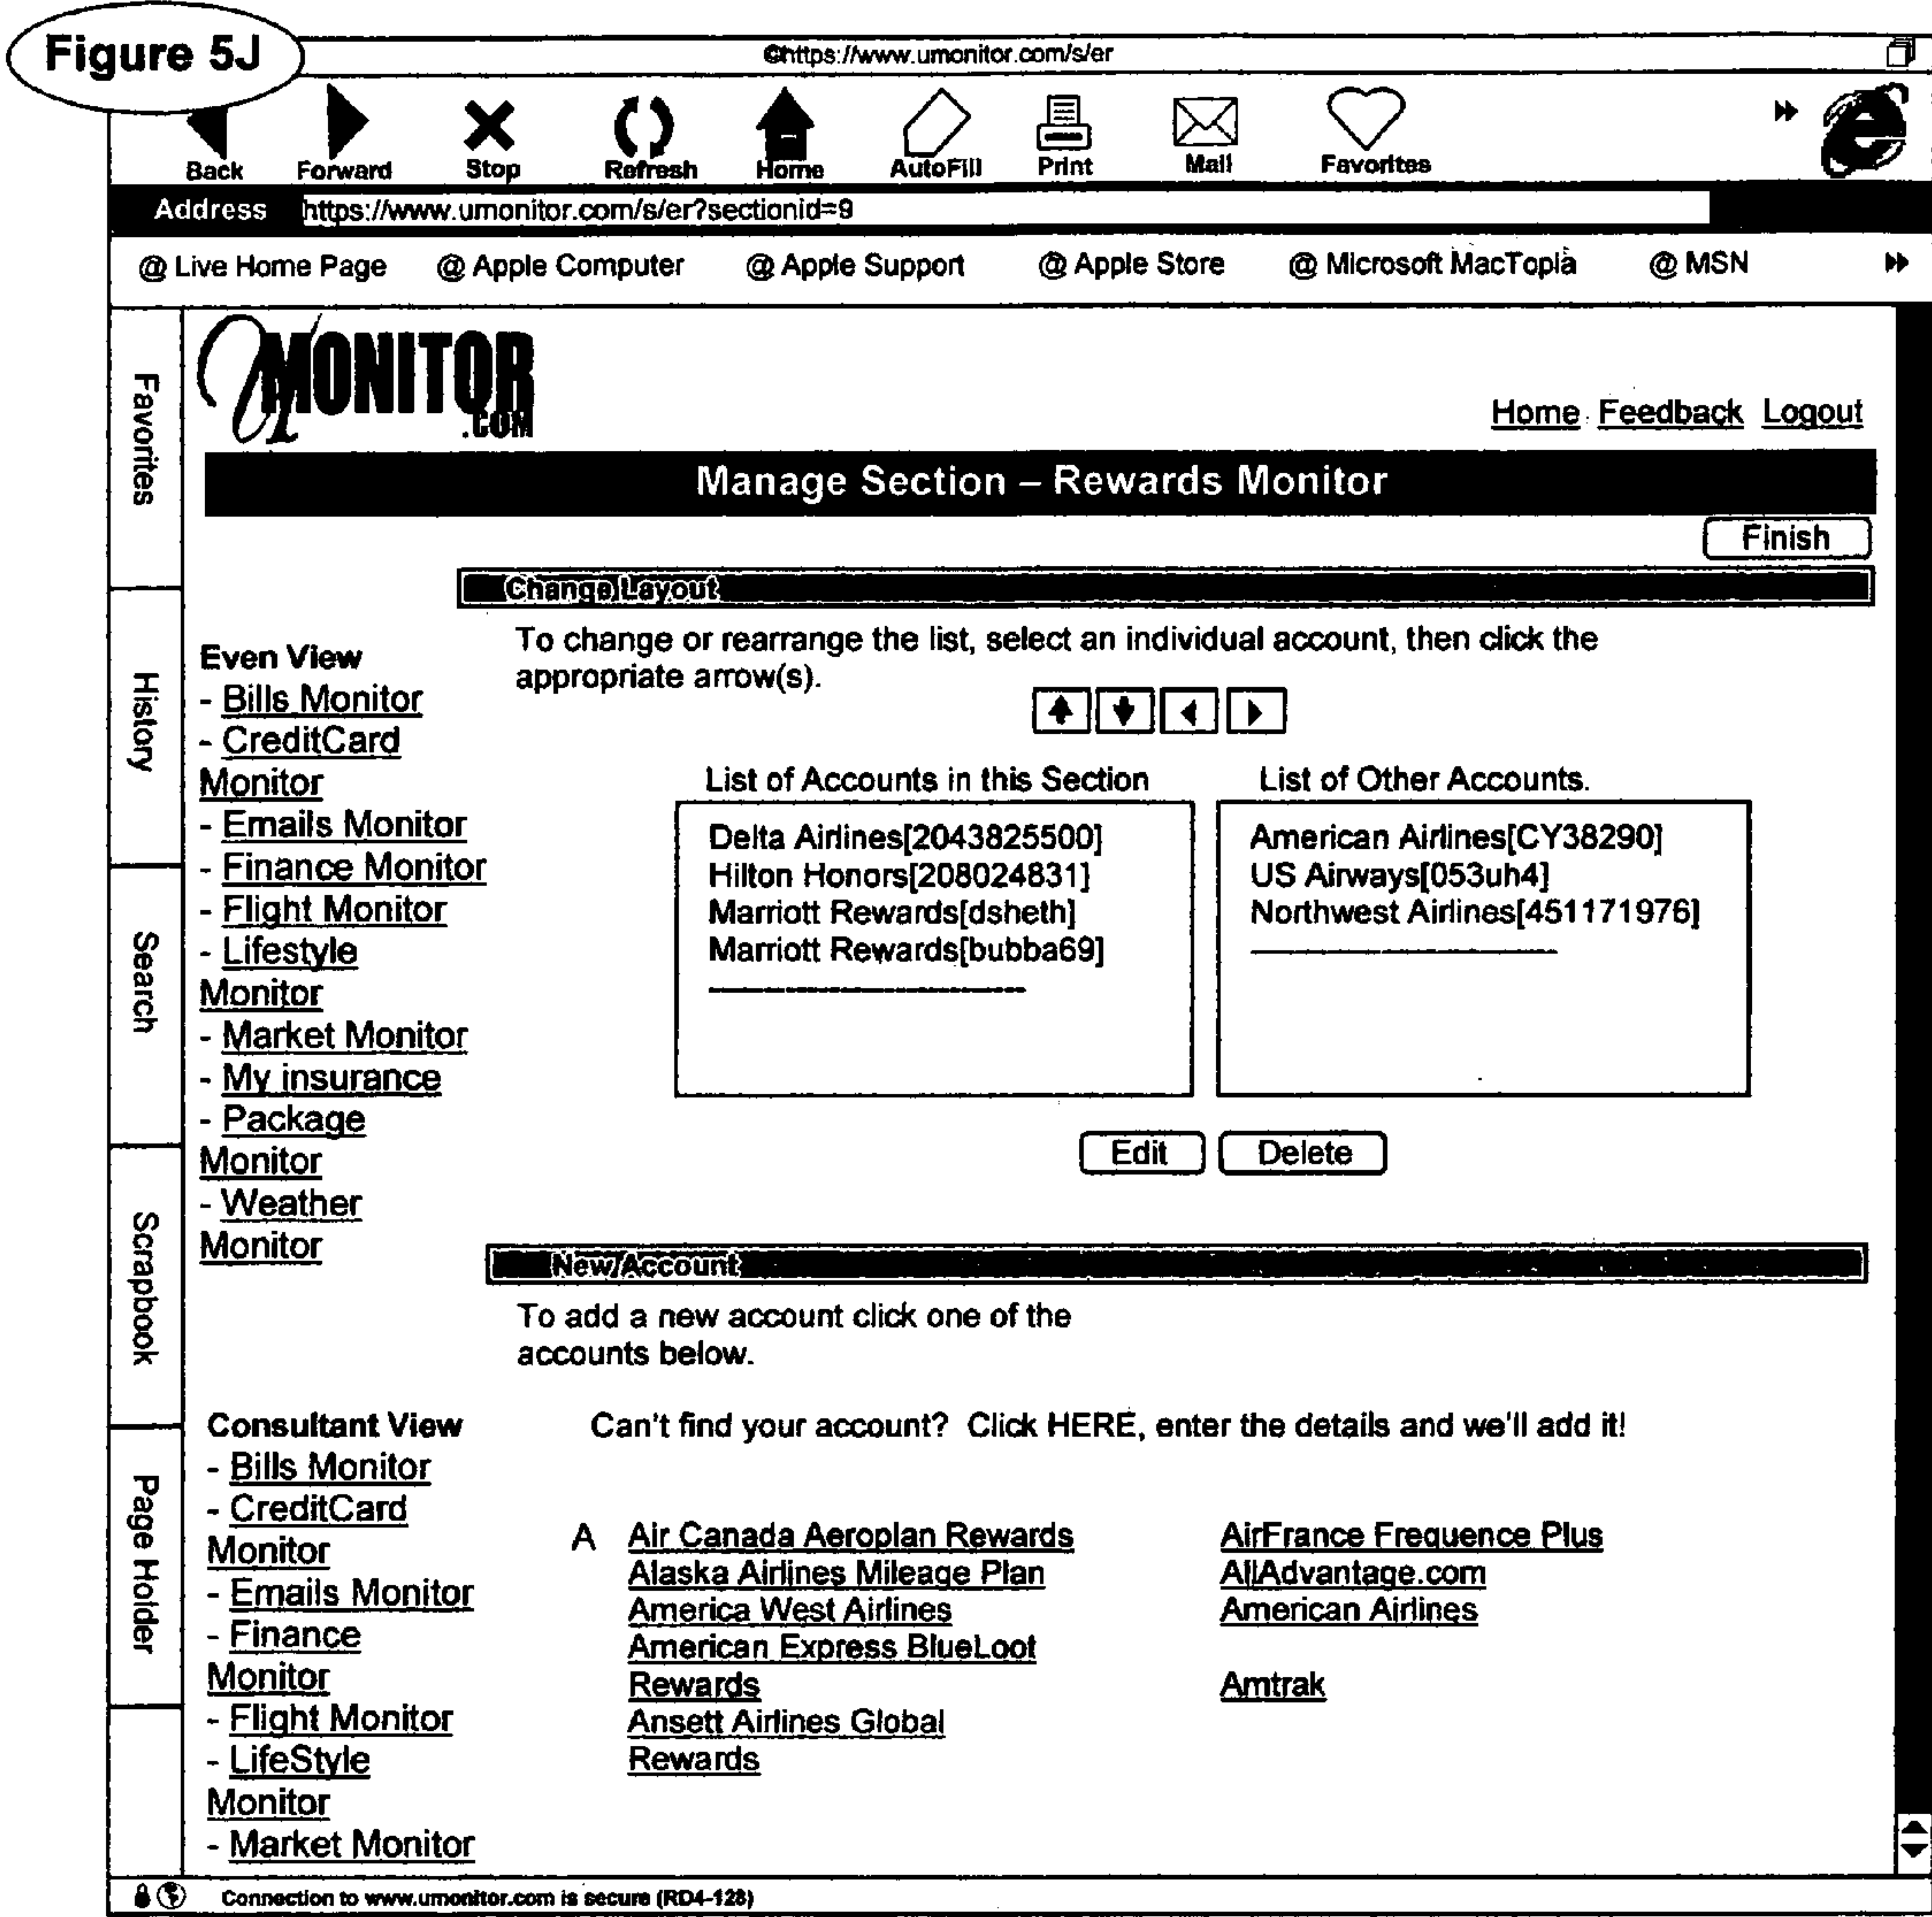 Figure 5J
©https://www.umonitor.com/s/er
Back Forward Stop Refresh Home AutoFill Print Mail Favorites
Address https://www.umonitor.com/s/er?sectionid=9
@ Live Home Page @ Apple Computer @ Apple Support @ Apple Store @ Microsoft MacTopia @ MSN
Favorites
History
Search
Scrapbook
Page Holder
UMONITOR
.COM
Home Feedback Logout
Manage Section – Rewards Monitor
Finish
Change Layout
To change or rearrange the list, select an individual account, then click the
appropriate arrow(s).
Even View
- Bills Monitor
- CreditCard
Monitor
- Emails Monitor
- Finance Monitor
- Flight Monitor
- Lifestyle
Monitor
- Market Monitor
- My insurance
- Package
Monitor
- Weather
Monitor
List of Accounts in this Section
Delta Airlines[2043825500]
Hilton Honors[208024831]
Marriott Rewards[dsheth]
Marriott Rewards[bubba69]
List of Other Accounts.
American Airlines[CY38290]
US Airways[053uh4]
Northwest Airlines[451171976]
Edit Delete
New Account
To add a new account click one of the
accounts below.
Consultant View
- Bills Monitor
- CreditCard
Monitor
- Emails Monitor
- Finance
Monitor
- Flight Monitor
- LifeStyle
Monitor
- Market Monitor
Can't find your account? Click HERE, enter the details and we'll add it!
A Air Canada Aeroplan Rewards AirFrance Frequence Plus
Alaska Airlines Mileage Plan AllAdvantage.com
America West Airlines American Airlines
American Express BlueLoot
Rewards Amtrak
Ansett Airlines Global
Rewards
Connection to www.umonitor.com is secure (RD4-128)